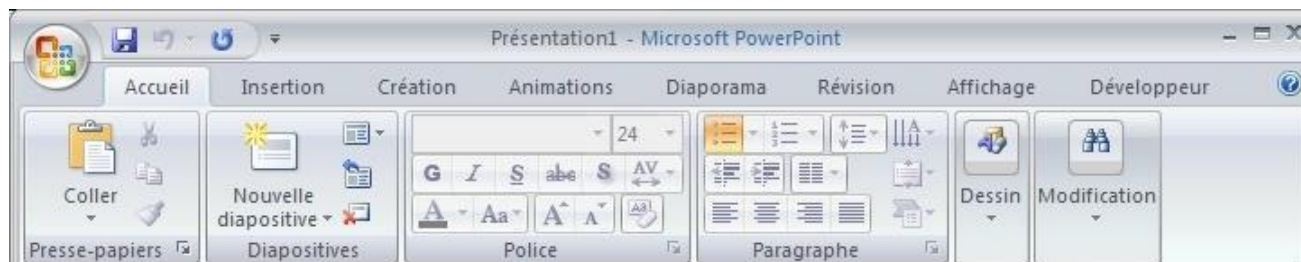 Présentation1 - Microsoft PowerPoint
Accueil Insertion Création Animations Diaporama Révision Affichage Développeur
24
G I S abe S AV
Coller Nouvelle diapositive Dessin Modification
A Aa A A
Presse-papiers Diapositives Police Paragraphe